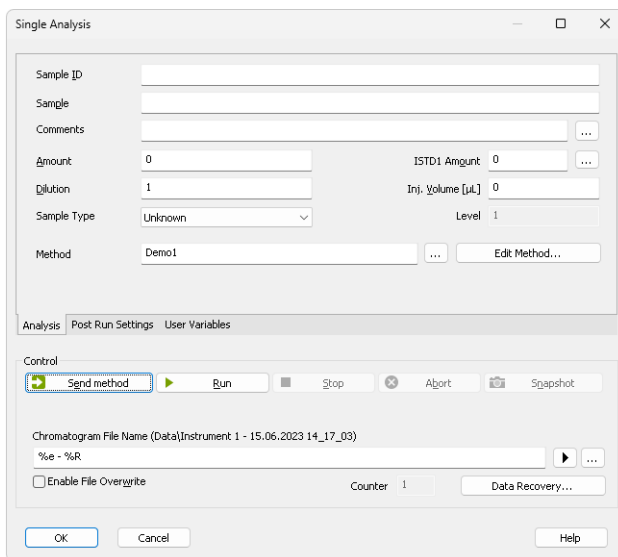 Single Analysis
Sample ID
Sample
Comments ...
Amount 0 ISTD1 Amount 0 ...
Dilution 1 Inj. Volume [µL] 0
Sample Type Unknown Level 1
Method Demo1 ... Edit Method...
Analysis Post Run Settings User Variables
Control
Send method Run Stop Abort Snapshot
Chromatogram File Name (Data\Instrument 1 - 15.06.2023 14_17_03)
%e - %R ...
Enable File Overwrite Counter 1 Data Recovery...
OK Cancel Help